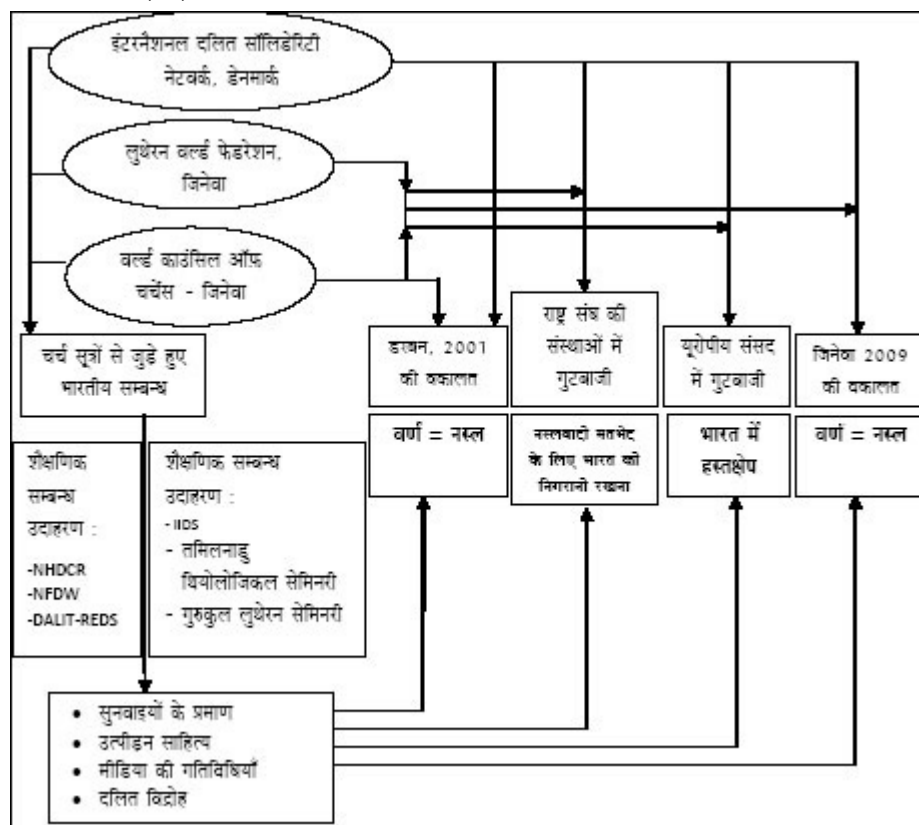 इंटरनैशनल दलित सॉलिडेरिटी
नेटवर्क, डेनमार्क
लुथेरन वर्ल्ड फेडरेशन,
जिनेवा
वर्ल्ड काउंसिल ऑफ़
चर्चेस - जिनेवा
चर्च सूत्रों से जुड़े हुए
भारतीय सम्बन्ध
डरबन, 2001
की वकालत
राष्ट्र संघ की
संस्थाओं में
गुटबाजी
यूरोपीय संसद
में गुटबाजी
जिनेवा 2009
की वकालत
वर्ण = नस्ल
नस्लवादी मतभेद
के लिए भारत की
निगरानी रखना
भारत में
हस्तक्षेप
वर्ण = नस्ल
शैक्षणिक
सम्बन्ध
उदाहरण :
-NHDCR
-NFDW
-DALIT-REDS
शैक्षणिक सम्बन्ध
उदाहरण :
-IIDS
- तमिलनाडु
थियोलोजिकल सेमिनरी
- गुरुकुल लुथेरन सेमिनरी
• सुनवाइयों के प्रमाण
• उत्पीड़न साहित्य
• मीडिया की गतिविधियाँ
• दलित विद्रोह